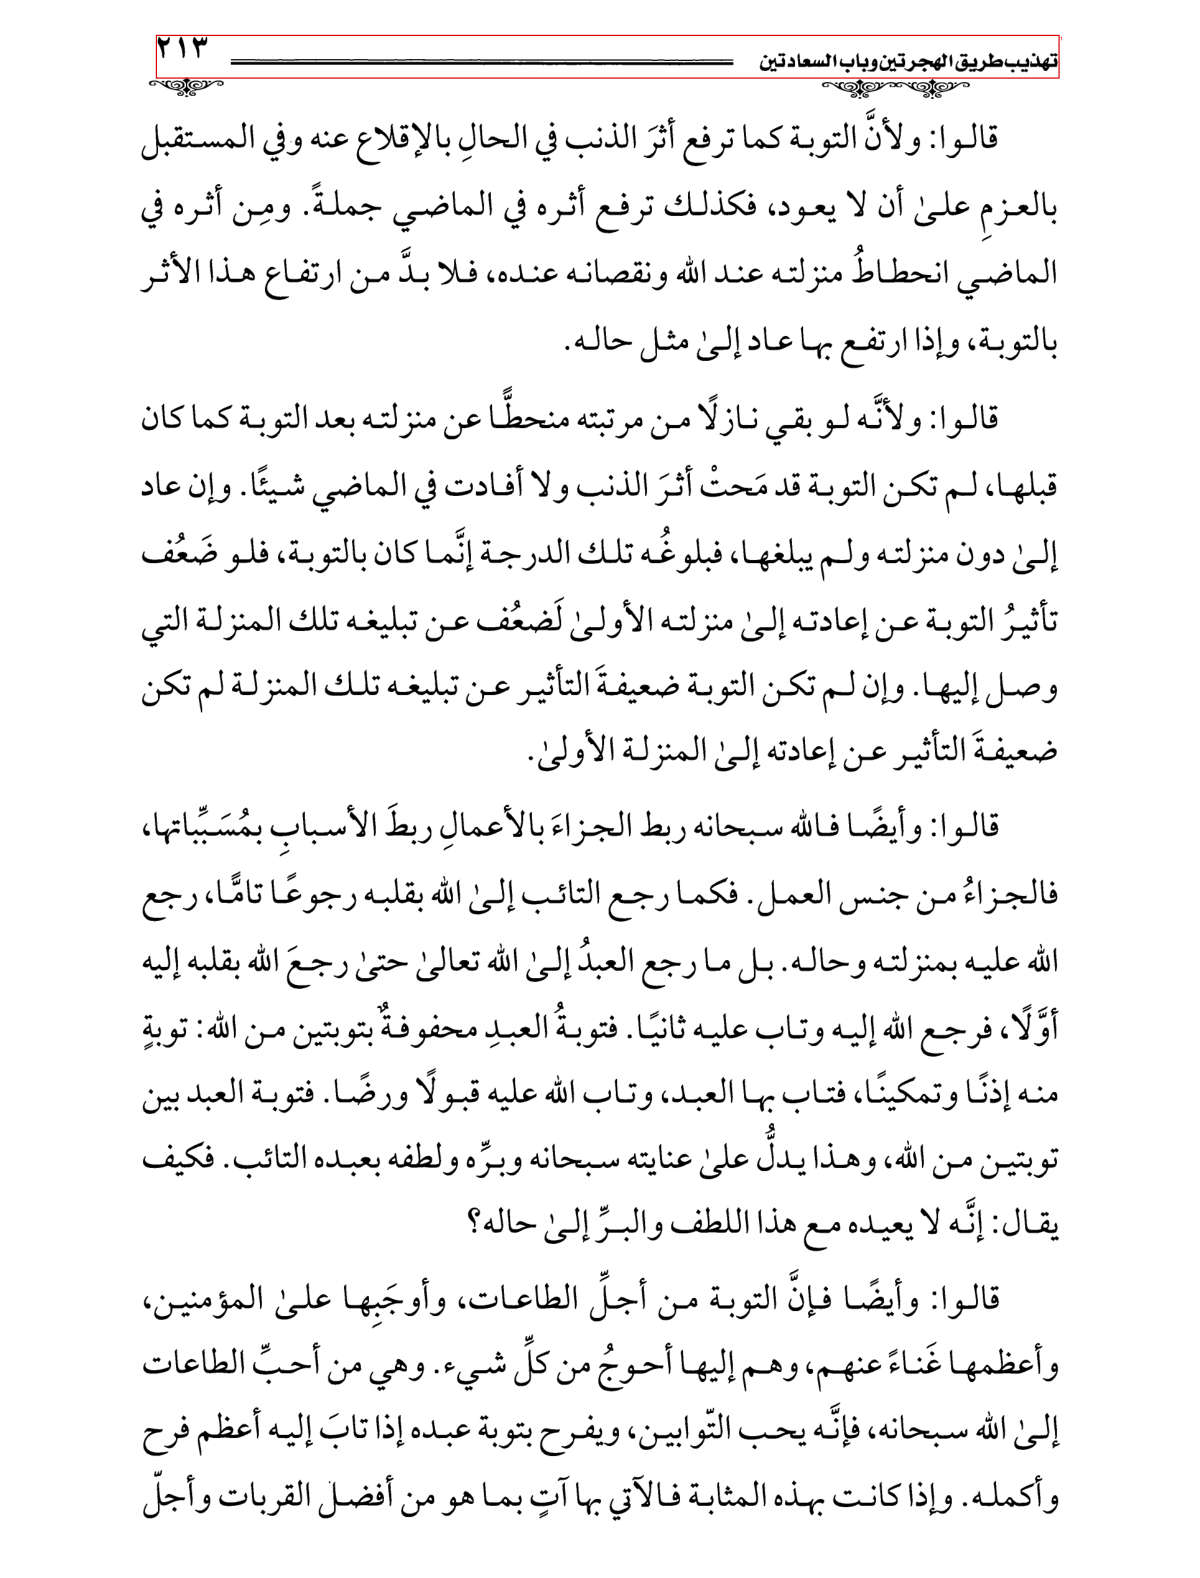 تهذيب طريق الهجرتين وباب السعادتين ٢١٣
قالوا: ولأنَّ التوبة كما ترفع أثرَ الذنب في الحالِ بالإقلاع عنه وفي المستقبل
بالعزمِ علىٰ أن لا يعود، فكذلك ترفع أثره في الماضي جملةً. ومِن أثره في
الماضي انحطاطُ منزلته عند الله ونقصانه عنده، فلا بدَّ من ارتفاع هذا الأثر
بالتوبة، وإذا ارتفع بها عاد إلىٰ مثل حاله.
قالوا: ولأنَّه لو بقي نازلًا من مرتبته منحطًّا عن منزلته بعد التوبة كما كان
قبلها، لم تكن التوبة قد مَحتْ أثرَ الذنب ولا أفادت في الماضي شيئًا. وإن عاد
إلىٰ دون منزلته ولم يبلغها، فبلوغُه تلك الدرجة إنَّما كان بالتوبة، فلو ضَعُف
تأثيرُ التوبة عن إعادته إلىٰ منزلته الأولىٰ لَضعُف عن تبليغه تلك المنزلة التي
وصل إليها. وإن لم تكن التوبة ضعيفةَ التأثير عن تبليغه تلك المنزلة لم تكن
ضعيفةَ التأثير عن إعادته إلىٰ المنزلة الأولىٰ.
قالوا: وأيضًا فالله سبحانه ربط الجزاءَ بالأعمالِ ربطَ الأسبابِ بمُسَبِّباتها،
فالجزاءُ من جنس العمل. فكما رجع التائب إلىٰ الله بقلبه رجوعًا تامًّا، رجع
الله عليه بمنزلته وحاله. بل ما رجع العبدُ إلىٰ الله تعالىٰ حتىٰ رجعَ الله بقلبه إليه
أوَّلًا، فرجع الله إليه وتاب عليه ثانيًا. فتوبةُ العبدِ محفوفةٌ بتوبتين من الله: توبةٍ
منه إذنًا وتمكينًا، فتاب بها العبد، وتاب الله عليه قبولًا ورضًا. فتوبة العبد بين
توبتين من الله، وهذا يدلُّ علىٰ عنايته سبحانه وبرِّه ولطفه بعبده التائب. فكيف
يقال: إنَّه لا يعيده مع هذا اللطف والبرِّ إلىٰ حاله؟
قالوا: وأيضًا فإنَّ التوبة من أجلِّ الطاعات، وأوجَبِها علىٰ المؤمنين،
وأعظمها غَناءً عنهم، وهم إليها أحوجُ من كلِّ شيء. وهي من أحبِّ الطاعات
إلىٰ الله سبحانه، فإنَّه يحب التّوابين، ويفرح بتوبة عبده إذا تابَ إليه أعظم فرح
وأكمله. وإذا كانت بهذه المثابة فالآتي بها آتٍ بما هو من أفضل القربات وأجلّ